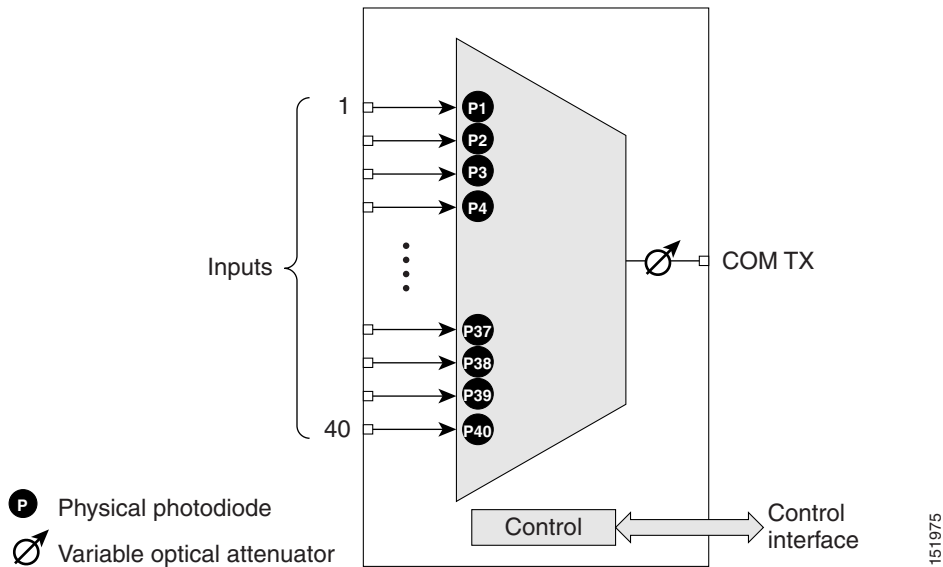 1
P1
P2
P3
P4
Inputs
COM TX
P37
P38
P39
40
P40
P
Physical photodiode
Variable optical attenuator
Control
Control
interface
151975